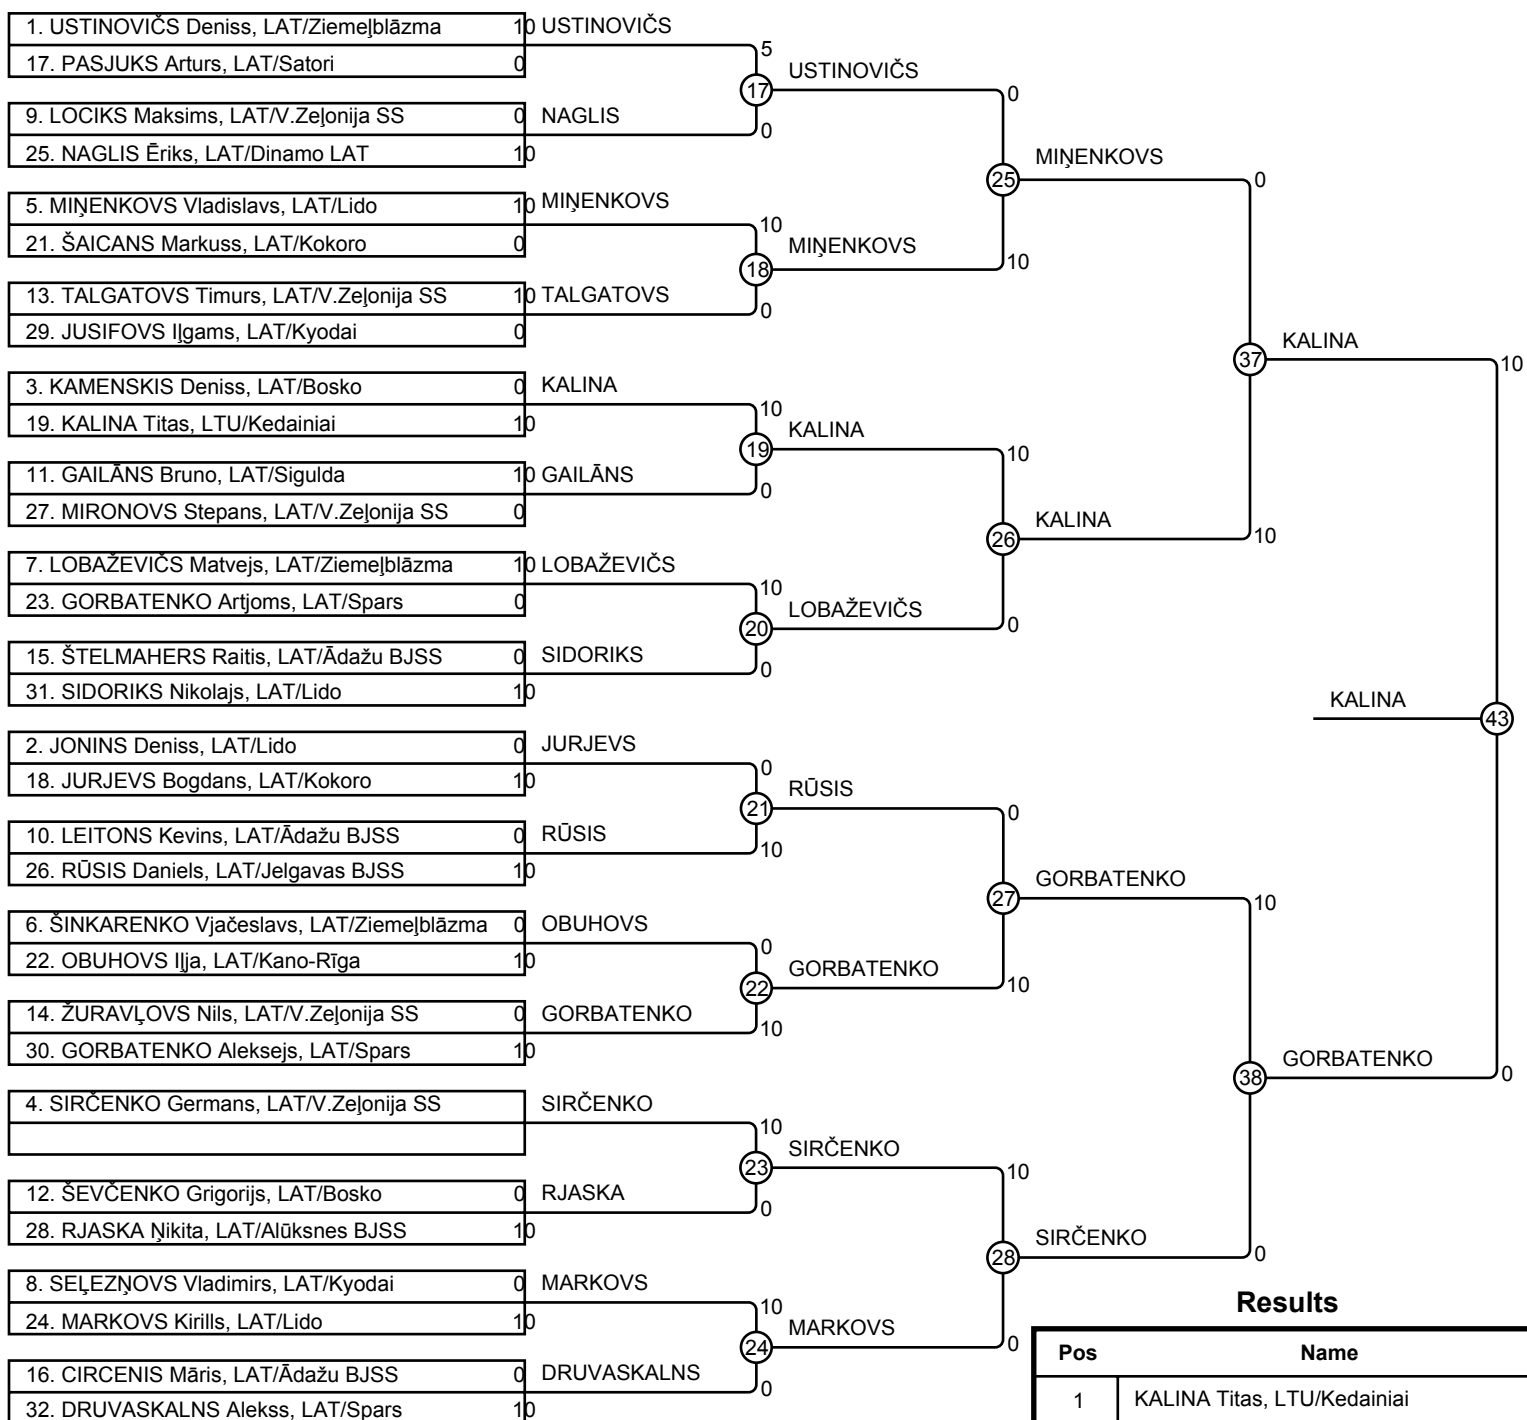 1. USTINOVIČS Deniss, LAT/Ziemeļblāzma 10 USTINOVIČS
17. PASJUKS Arturs, LAT/Satori 0
5
USTINOVIČS
17
0
9. LOCIKS Maksims, LAT/V.Zeļonija SS 0 NAGLIS
25. NAGLIS Ēriks, LAT/Dinamo LAT 10
0
MIŅENKOVS
25
0
5. MIŅENKOVS Vladislavs, LAT/Lido 10 MIŅENKOVS
21. ŠAICANS Markuss, LAT/Kokoro 0
10
MIŅENKOVS
18
10
0
13. TALGATOVS Timurs, LAT/V.Zeļonija SS 10 TALGATOVS
29. JUSIFOVS Iļgams, LAT/Kyodai 0
0
KALINA
37
10
3. KAMENSKIS Deniss, LAT/Bosko 0 KALINA
19. KALINA Titas, LTU/Kedainiai 10
10
KALINA
19
10
0
11. GAILĀNS Bruno, LAT/Sigulda 10 GAILĀNS
27. MIRONOVS Stepans, LAT/V.Zeļonija SS 0
KALINA
26
10
7. LOBAŽEVIČS Matvejs, LAT/Ziemeļblāzma 10 LOBAŽEVIČS
23. GORBATENKO Artjoms, LAT/Spars 0
10
LOBAŽEVIČS
20
0
0
15. ŠTELMAHERS Raitis, LAT/Ādažu BJSS 0 SIDORIKS
31. SIDORIKS Nikolajs, LAT/Lido 10
KALINA
43
2. JONINS Deniss, LAT/Lido 0 JURJEVS
18. JURJEVS Bogdans, LAT/Kokoro 10
0
RŪSIS
21
0
10
10. LEITONS Kevins, LAT/Ādažu BJSS 0 RŪSIS
26. RŪSIS Daniels, LAT/Jelgavas BJSS 10
GORBATENKO
27
10
6. ŠINKARENKO Vjačeslavs, LAT/Ziemeļblāzma 0 OBUHOVS
22. OBUHOVS Iļja, LAT/Kano-Rīga 10
0
GORBATENKO
22
10
10
14. ŽURAVĻOVS Nils, LAT/V.Zeļonija SS 0 GORBATENKO
30. GORBATENKO Aleksejs, LAT/Spars 10
GORBATENKO
38
0
4. SIRČENKO Germans, LAT/V.Zeļonija SS SIRČENKO
10
SIRČENKO
23
10
0
12. ŠEVČENKO Grigorijs, LAT/Bosko 0 RJASKA
28. RJASKA Ņikita, LAT/Alūksnes BJSS 10
SIRČENKO
28
0
8. SEĻEZŅOVS Vladimirs, LAT/Kyodai 0 MARKOVS
24. MARKOVS Kirills, LAT/Lido 10
10
MARKOVS
24
0
0
16. CIRCENIS Māris, LAT/Ādažu BJSS 0 DRUVASKALNS
32. DRUVASKALNS Alekss, LAT/Spars 10
Results
Pos Name
1 KALINA Titas, LTU/Kedainiai